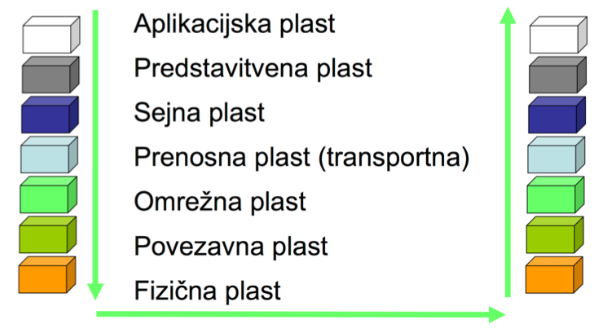 Aplikacijska plast
Predstavitvena plast
Sejna plast
Prenosna plast (transportna)
Omrežna plast
Povezavna plast
Fizična plast